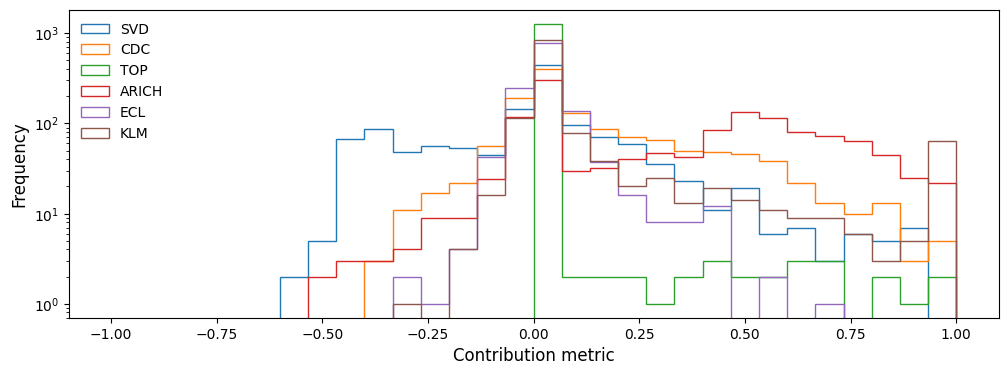 SVD
CDC
TOP
ARICH
ECL
KLM
Frequency
10³
10²
10¹
10⁰
−1.00 −0.75 −0.50 −0.25 0.00 0.25 0.50 0.75 1.00
Contribution metric